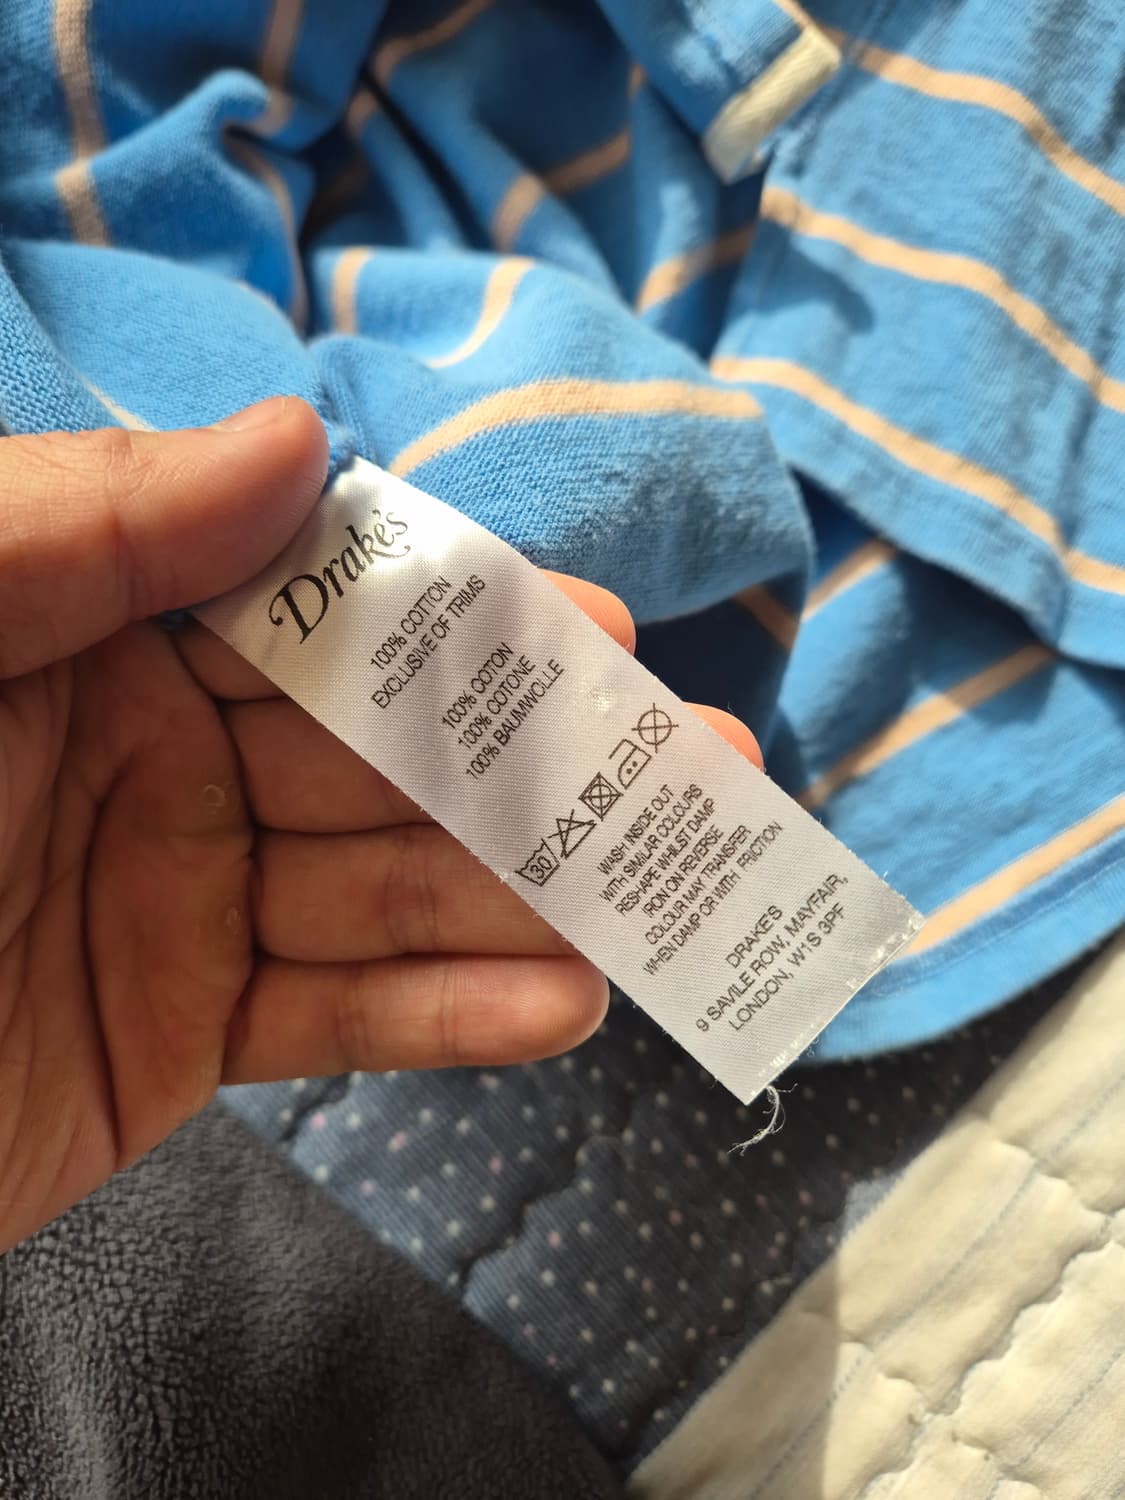 Drake's
100% COTTON
EXCLUSIVE OF TRIMS
100% COTON
100% COTONE
100% BAUMWOLLE
30
WASH INSIDE OUT
WITH SIMILAR COLOURS
RESHAPE WHILST DAMP
IRON ON REVERSE
COLOUR MAY TRANSFER
WHEN DAMP OR WITH FRICTION
DRAKE'S
9 SAVILE ROW, MAYFAIR,
LONDON, W1S 3PF